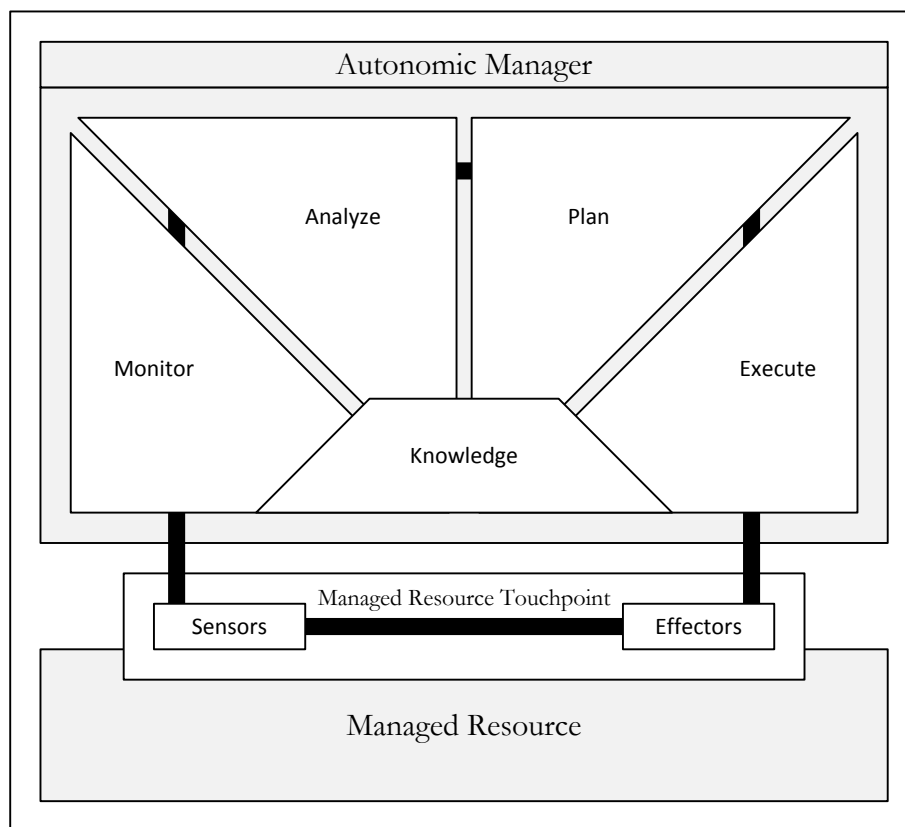 Autonomic Manager
Analyze
Plan
Monitor
Execute
Knowledge
Managed Resource Touchpoint
Sensors
Effectors
Managed Resource